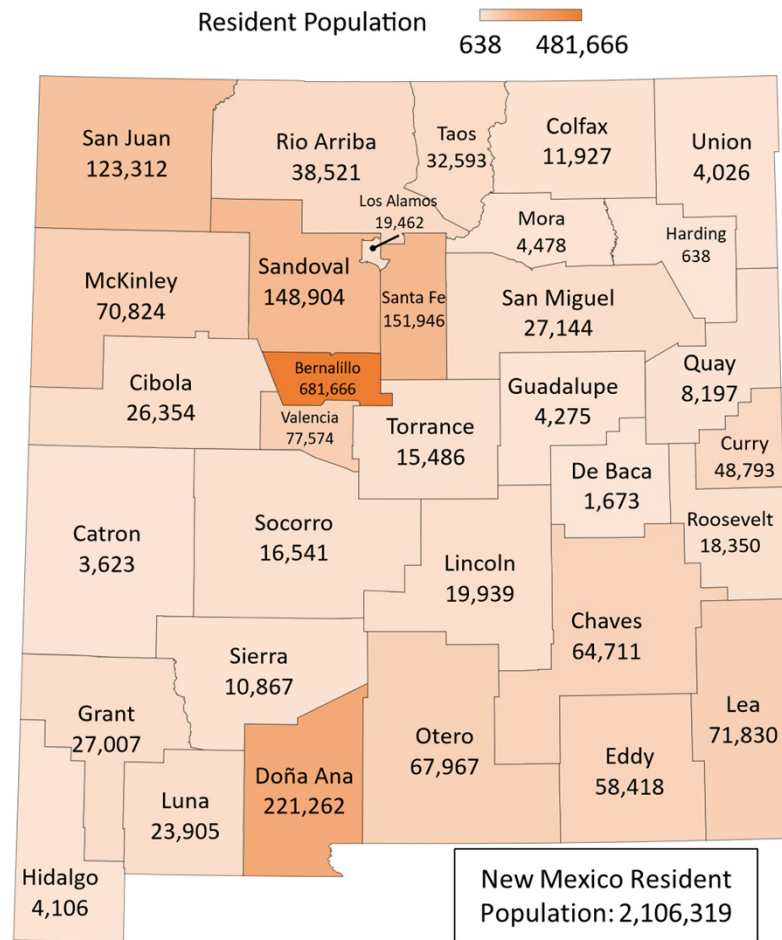 Resident Population
638 481,666
San Juan
123,312
Rio Arriba
38,521
Taos
32,593
Colfax
11,927
Union
4,026
Los Alamos
19,462
Mora
4,478
Harding
638
McKinley
70,824
Sandoval
148,904
Santa Fe
151,946
San Miguel
27,144
Cibola
26,354
Bernalillo
681,666
Valencia
77,574
Torrance
15,486
Guadalupe
4,275
Quay
8,197
De Baca
1,673
Curry
48,793
Catron
3,623
Socorro
16,541
Lincoln
19,939
Roosevelt
18,350
Chaves
64,711
Sierra
10,867
Grant
27,007
Luna
23,905
Doña Ana
221,262
Otero
67,967
Eddy
58,418
Lea
71,830
Hidalgo
4,106
New Mexico Resident
Population: 2,106,319